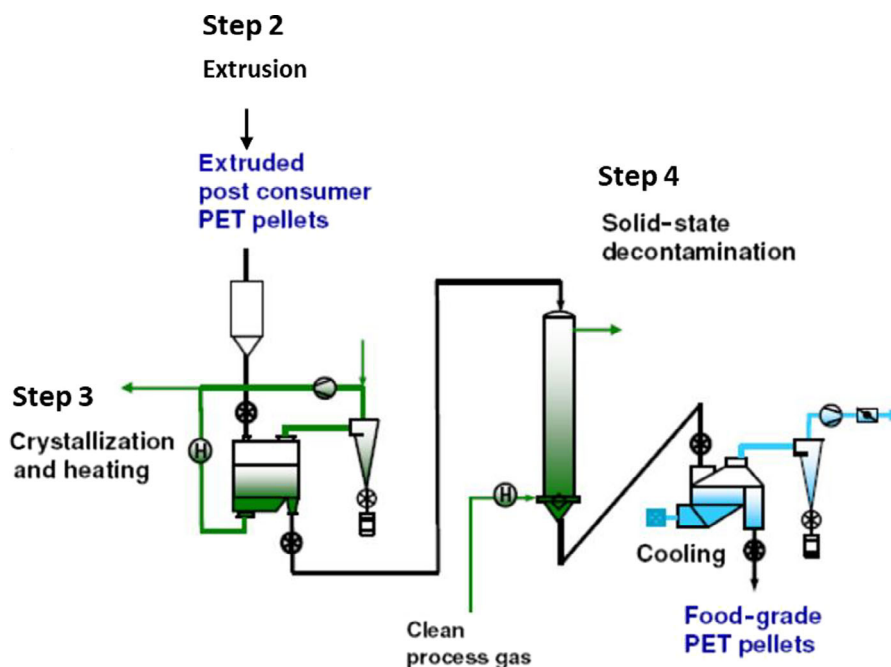 Step 2
Extrusion
Extruded
post consumer
PET pellets
Step 4
Solid-state
decontamination
Step 3
Crystallization
and heating
H
H
Cooling
Clean
process gas
Food-grade
PET pellets